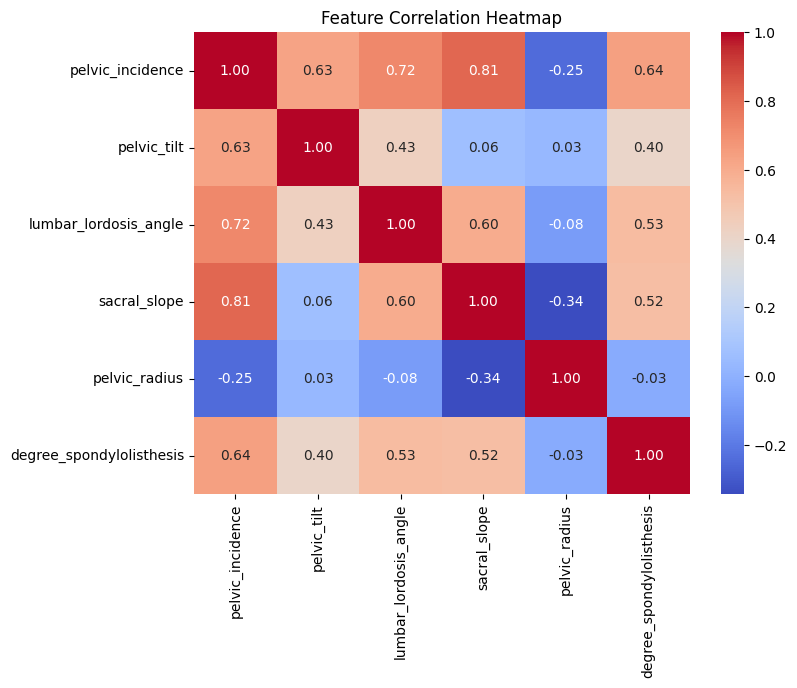 Feature Correlation Heatmap
pelvic_incidence 1.00 0.63 0.72 0.81 -0.25 0.64
pelvic_tilt 0.63 1.00 0.43 0.06 0.03 0.40
lumbar_lordosis_angle 0.72 0.43 1.00 0.60 -0.08 0.53
sacral_slope 0.81 0.06 0.60 1.00 -0.34 0.52
pelvic_radius -0.25 0.03 -0.08 -0.34 1.00 -0.03
degree_spondylolisthesis 0.64 0.40 0.53 0.52 -0.03 1.00
pelvic_incidence
pelvic_tilt
lumbar_lordosis_angle
sacral_slope
pelvic_radius
degree_spondylolisthesis
1.0
0.8
0.6
0.4
0.2
0.0
−0.2